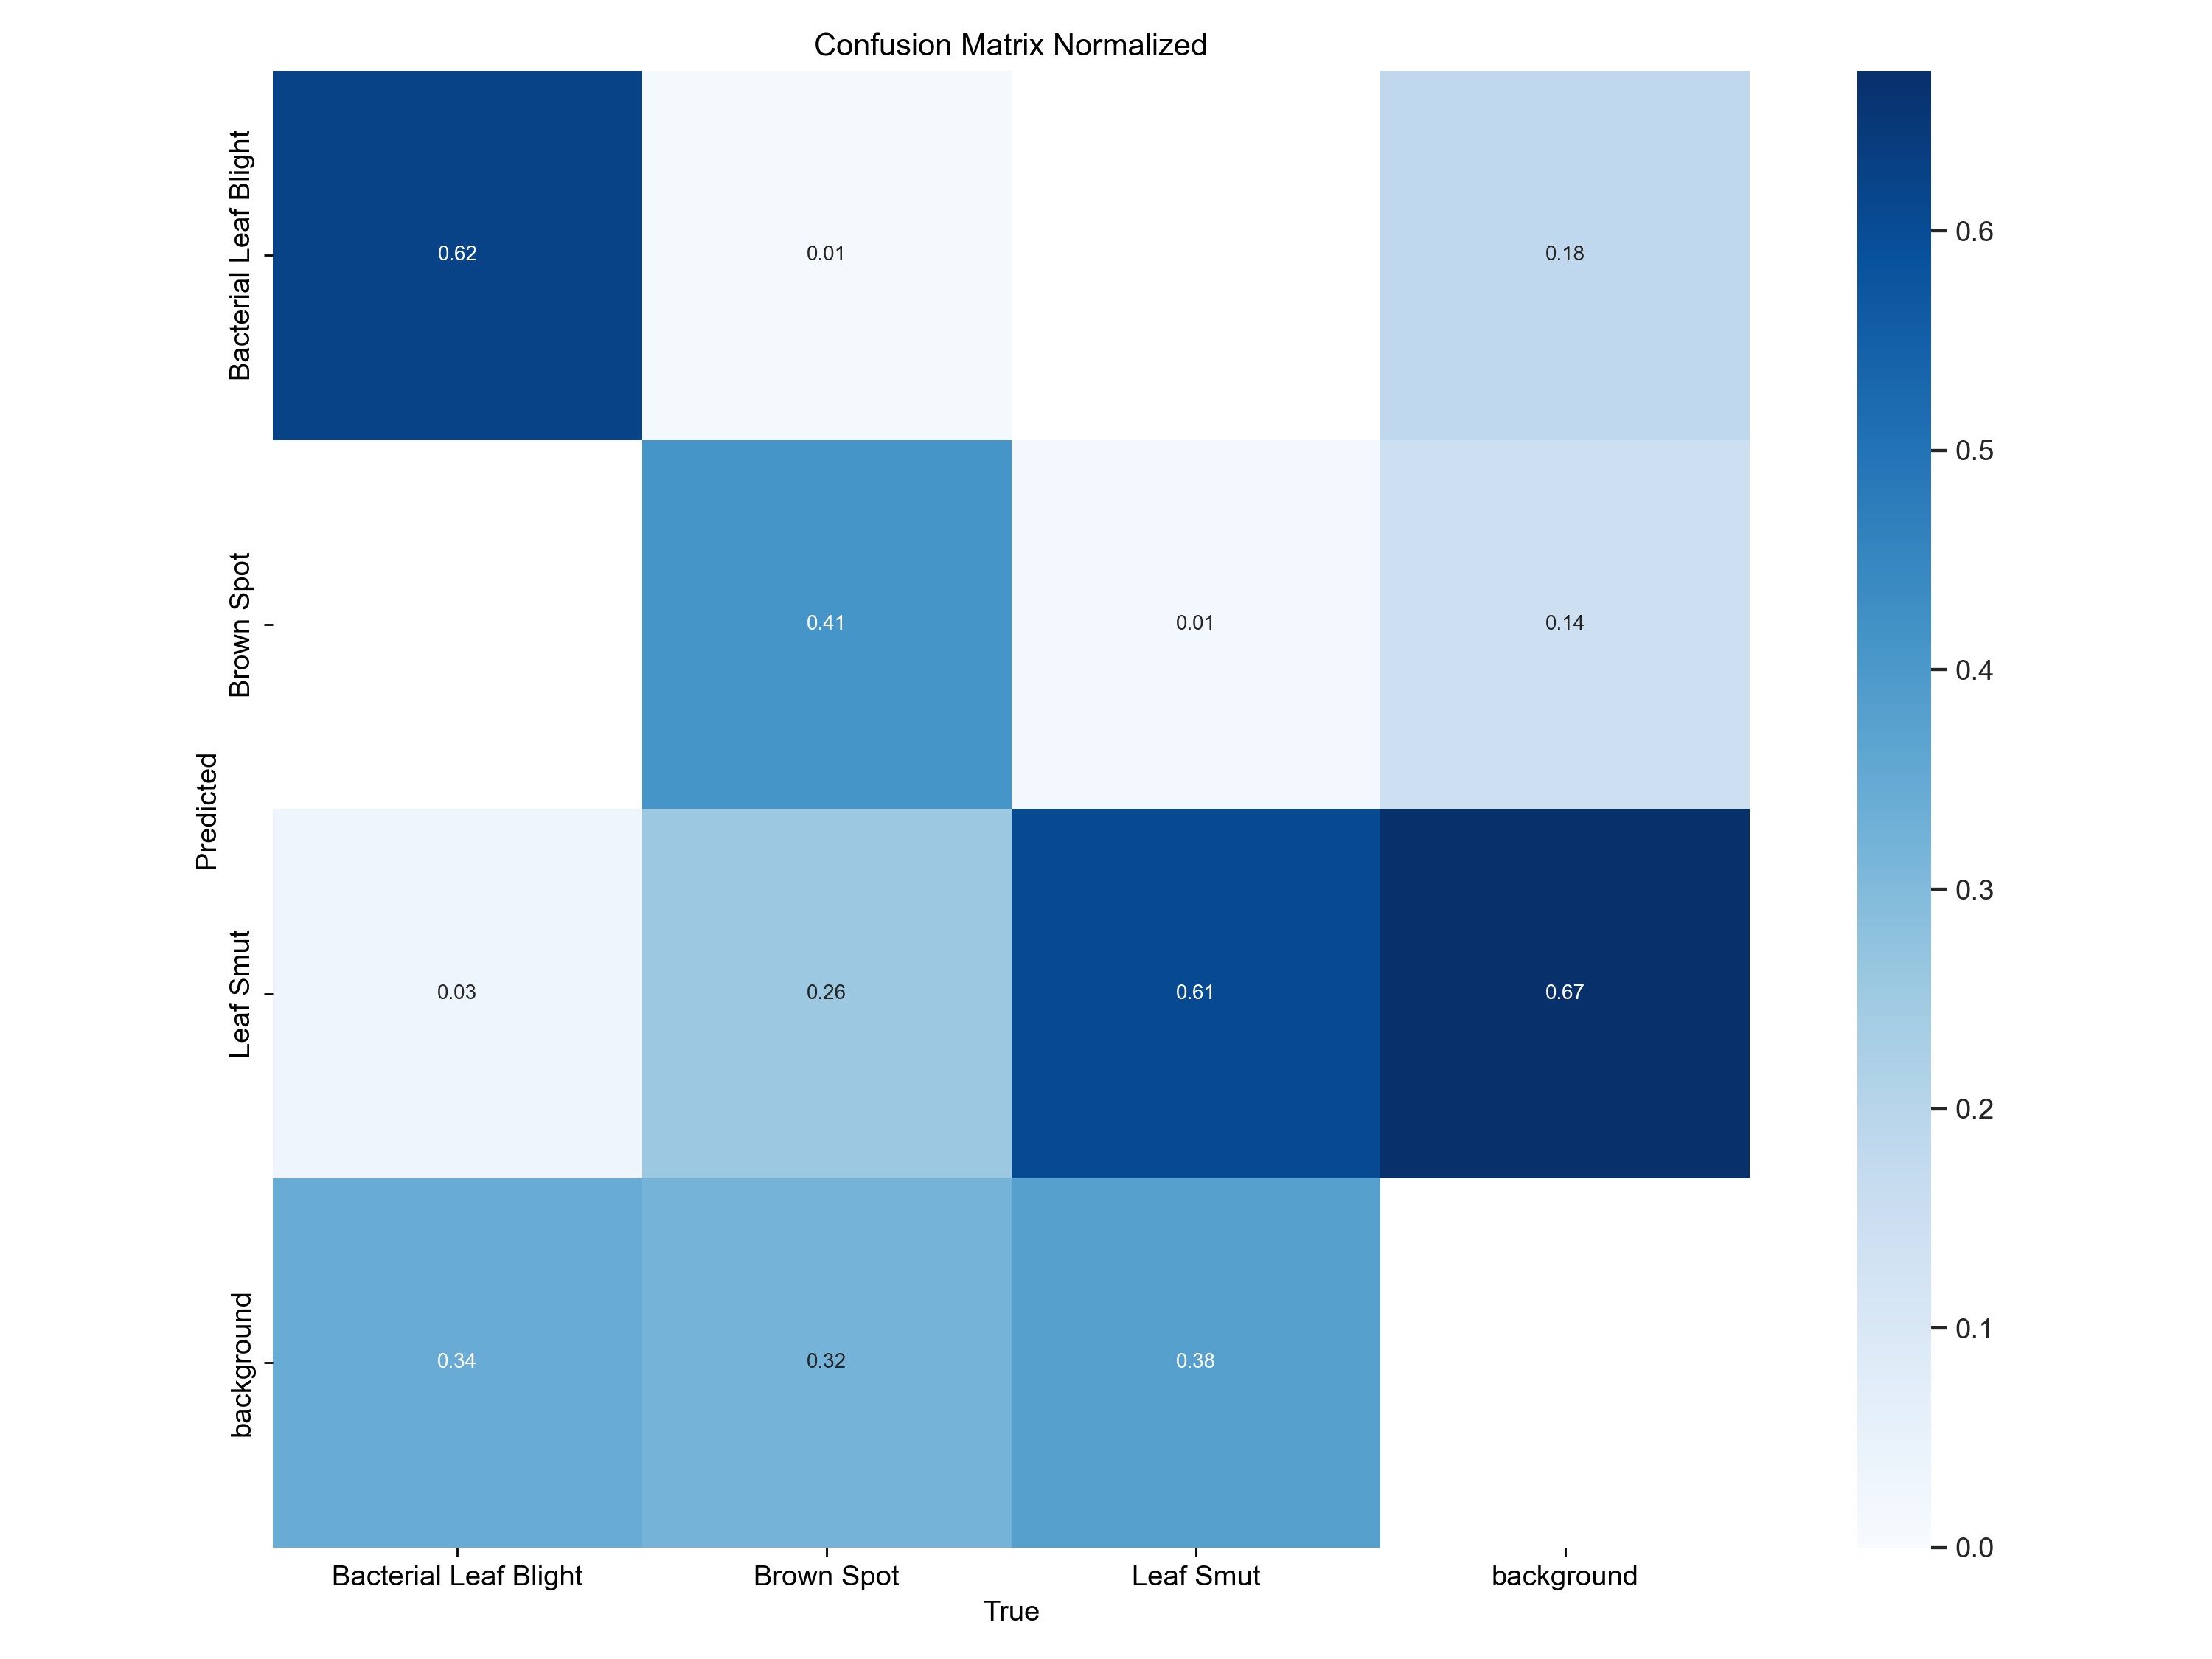 Confusion Matrix Normalized
Bacterial Leaf Blight
0.62
0.01
0.18
Brown Spot
0.41
0.01
0.14
Predicted
Leaf Smut
0.03
0.26
0.61
0.67
background
0.34
0.32
0.38
Bacterial Leaf Blight
Brown Spot
Leaf Smut
background
True
0.6
0.5
0.4
0.3
0.2
0.1
0.0